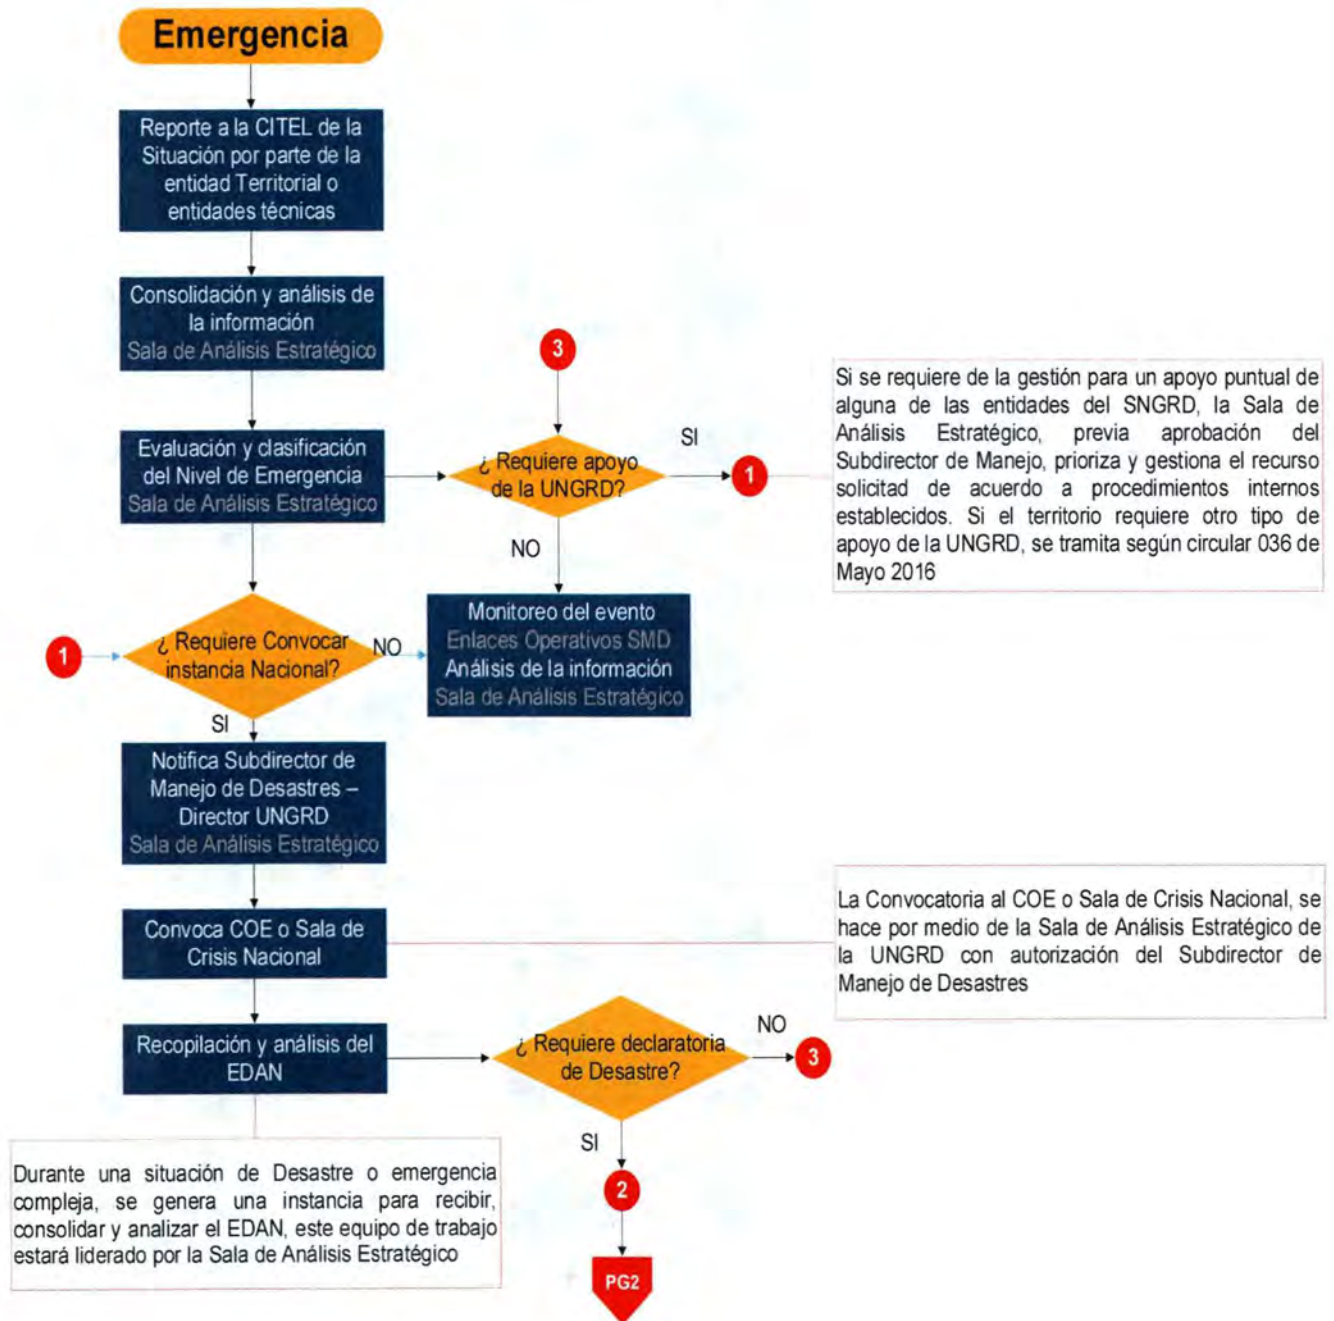 Emergencia
Reporte a la CITEL de la
Situación por parte de la
entidad Territorial o
entidades técnicas
Consolidación y análisis de
la información
Sala de Análisis Estratégico
3
Evaluación y clasificación
del Nivel de Emergencia
Sala de Análisis Estratégico
¿ Requiere apoyo
de la UNGRD?
SI
1
NO
Si se requiere de la gestión para un apoyo puntual de
alguna de las entidades del SNGRD, la Sala de
Análisis Estratégico, previa aprobación del
Subdirector de Manejo, prioriza y gestiona el recurso
solicitad de acuerdo a procedimientos internos
establecidos. Si el territorio requiere otro tipo de
apoyo de la UNGRD, se tramita según circular 036 de
Mayo 2016
1
¿ Requiere Convocar
instancia Nacional?
NO
Monitoreo del evento
Enlaces Operativos SMD
Análisis de la información
Sala de Análisis Estratégico
SI
Notifica Subdirector de
Manejo de Desastres –
Director UNGRD
Sala de Análisis Estratégico
Convoca COE o Sala de
Crisis Nacional
La Convocatoria al COE o Sala de Crisis Nacional, se
hace por medio de la Sala de Análisis Estratégico de
la UNGRD con autorización del Subdirector de
Manejo de Desastres
Recopilación y análisis del
EDAN
¿ Requiere declaratoria
de Desastre?
NO
3
SI
2
PG2
Durante una situación de Desastre o emergencia
compleja, se genera una instancia para recibir,
consolidar y analizar el EDAN, este equipo de trabajo
estará liderado por la Sala de Análisis Estratégico